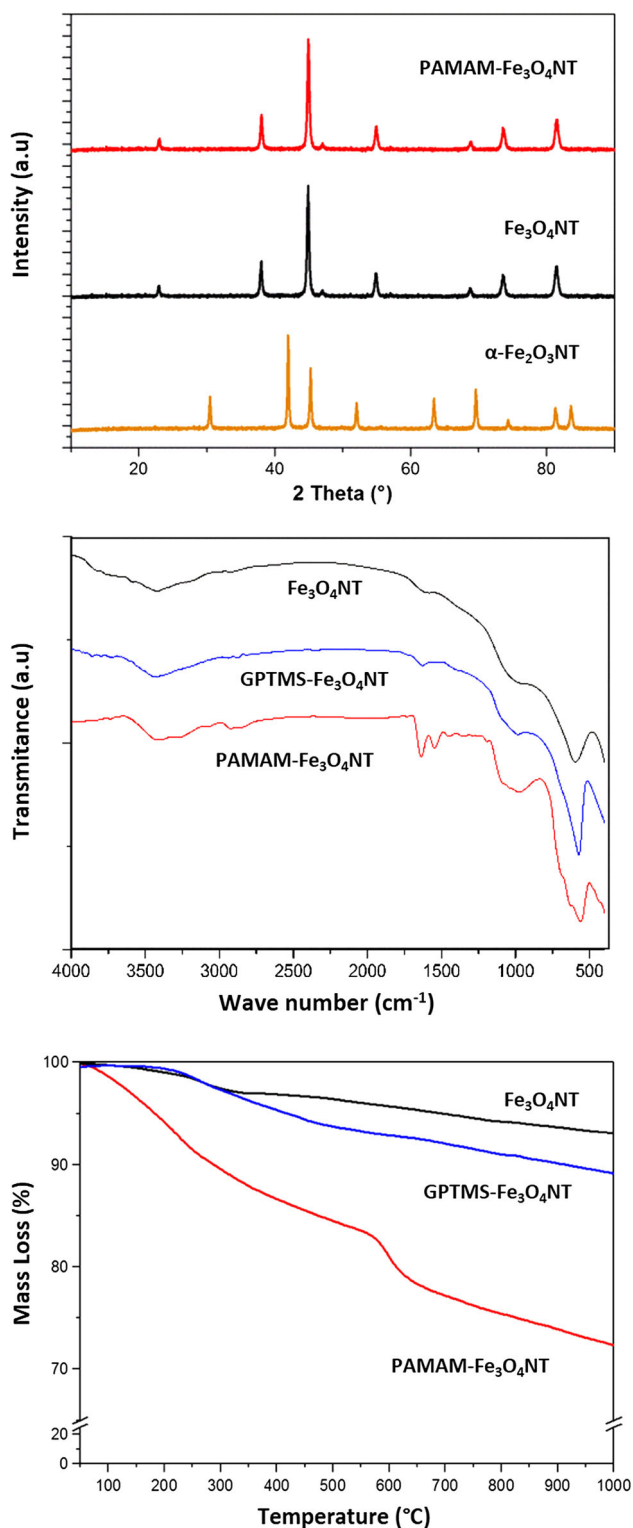 PAMAM-Fe₃O₄NT
Fe₃O₄NT
α-Fe₂O₃NT
Intensity (a.u)
20 40 60 80
2 Theta (°)
Fe₃O₄NT
GPTMS-Fe₃O₄NT
PAMAM-Fe₃O₄NT
Transmitance (a.u)
4000 3500 3000 2500 2000 1500 1000 500
Wave number (cm⁻¹)
100
90
80
70
20
0
Fe₃O₄NT
GPTMS-Fe₃O₄NT
PAMAM-Fe₃O₄NT
Mass Loss (%)
100 200 300 400 500 600 700 800 900 1000
Temperature (°C)